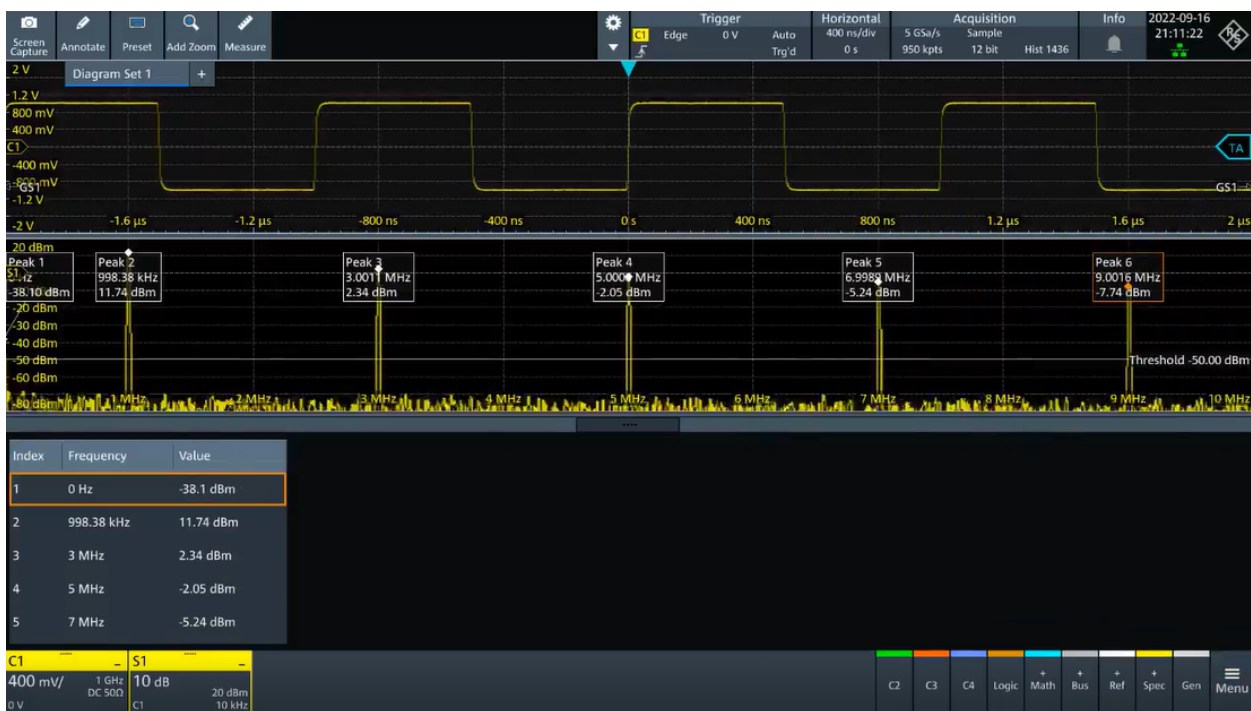 Screen Capture
Annotate
Preset
Add Zoom
Measure
Trigger
C1 Edge 0 V Auto
Trg'd
Horizontal
400 ns/div
0 s
Acquisition
5 GSa/s Sample
950 kpts 12 bit Hist 1436
Info
2022-09-16
21:11:22
R&S
2 V
Diagram Set 1 +
1.2 V
800 mV
400 mV
C1
TA
-400 mV
-800 mV
GS1 GS1
-1.2 V
-2 V -1.6 µs -1.2 µs -800 ns -400 ns 0 s 400 ns 800 ns 1.2 µs 1.6 µs 2 µs
20 dBm
Peak 1
0 Hz
-38.10 dBm
Peak 2
998.38 kHz
11.74 dBm
Peak 3
3.0011 MHz
2.34 dBm
Peak 4
MHz
-2.05 dBm
Peak 5
6.9989 MHz
-5.24 dBm
Peak 6
9.0016 MHz
-7.74 dBm
S1
-20 dBm
-30 dBm
-40 dBm
-50 dBm
Threshold -50.00 dBm
-60 dBm
-80 dBm 1 MHz 2 MHz 3 MHz 4 MHz 5 MHz 6 MHz 7 MHz 8 MHz 9 MHz 10 MHz
Index Frequency Value
1 0 Hz -38.1 dBm
2 998.38 kHz 11.74 dBm
3 3 MHz 2.34 dBm
4 5 MHz -2.05 dBm
5 7 MHz -5.24 dBm
C1
400 mV/ 1 GHz
DC 50Ω
0 V
S1
10 dB 20 dBm
C1 10 kHz
C2
C3
C4
Logic
+ Math
+ Bus
+ Ref
+ Spec
Gen
Menu